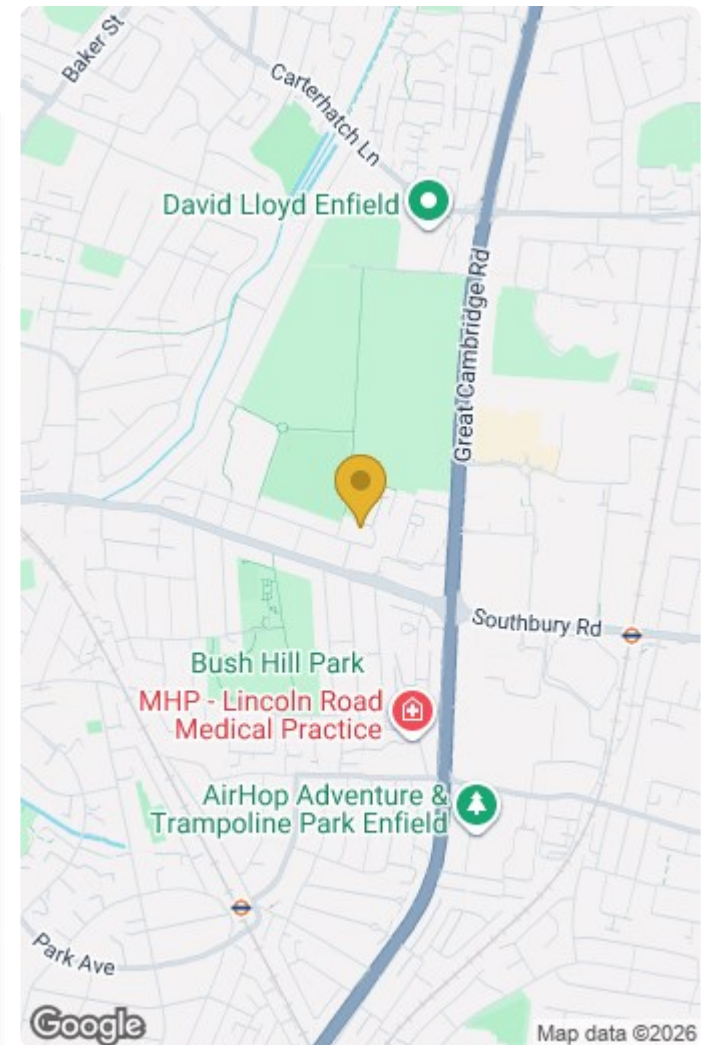 Baker St
Carterhatch Ln
David Lloyd Enfield
Great Cambridge Rd
Southbury Rd
Bush Hill Park
MHP - Lincoln Road
Medical Practice
AirHop Adventure &
Trampoline Park Enfield
Park Ave
Google
Map data ©2026